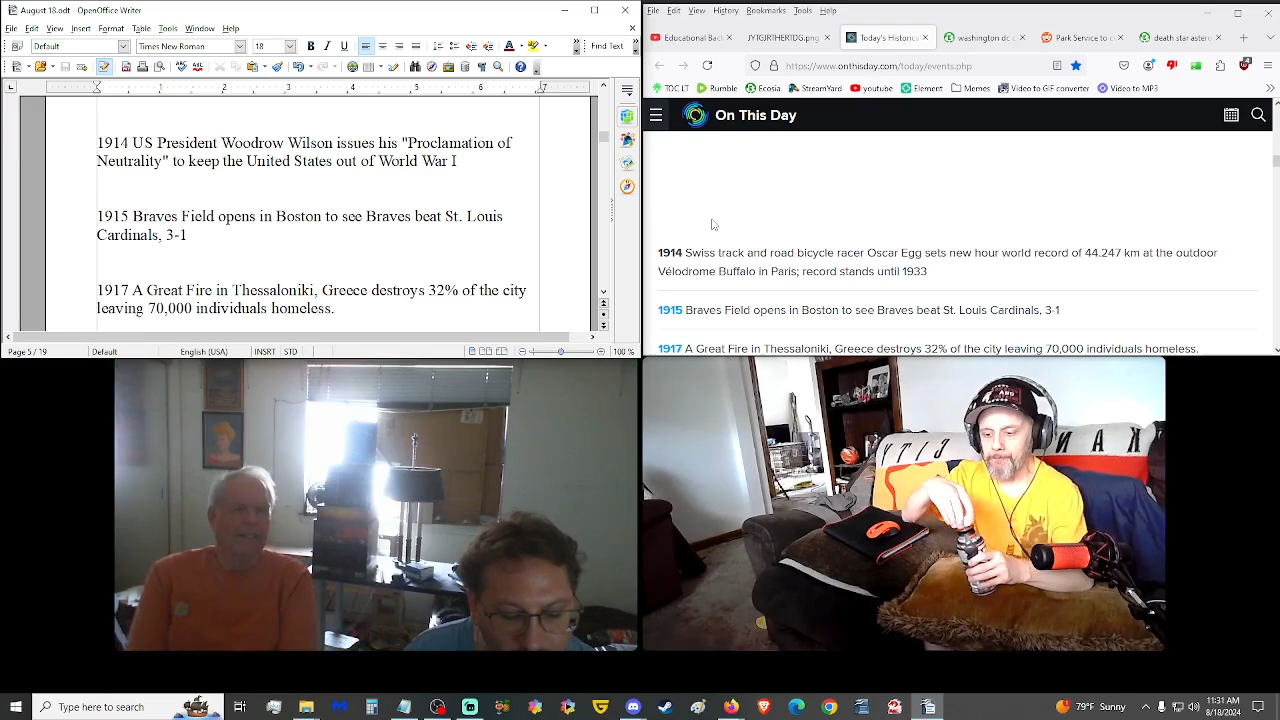 August 18.odt - OpenOffice Writer
File Edit View Insert Format Table Tools Window Help
Default Times New Roman 18 B I U Find Text
1 2 3 4 5 6 7
1914 US President Woodrow Wilson issues his "Proclamation of
Neutrality" to keep the United States out of World War I
1915 Braves Field opens in Boston to see Braves beat St. Louis
Cardinals, 3-1
1917 A Great Fire in Thessaloniki, Greece destroys 32% of the city
leaving 70,000 individuals homeless.
Page 5 / 19 Default English (USA) INSRT STD 100 %
File Edit View History Bookmarks Tools Help
Educational Bac JYTGJRTHERTDG.png Today's Historica washington dc c Park Service to c death star astero
https://www.onthisday.com/today/events.php
TOC LT Rumble Ecosia StreamYard youtube Element Memes Video to GIF converter Video to MP3
On This Day
1914 Swiss track and road bicycle racer Oscar Egg sets new hour world record of 44.247 km at the outdoor
Vélodrome Buffalo in Paris; record stands until 1933
1915 Braves Field opens in Boston to see Braves beat St. Louis Cardinals, 3-1
1917 A Great Fire in Thessaloniki, Greece destroys 32% of the city leaving 70,000 individuals homeless.
Type here to search
79°F Sunny
11:31 AM
8/18/2024